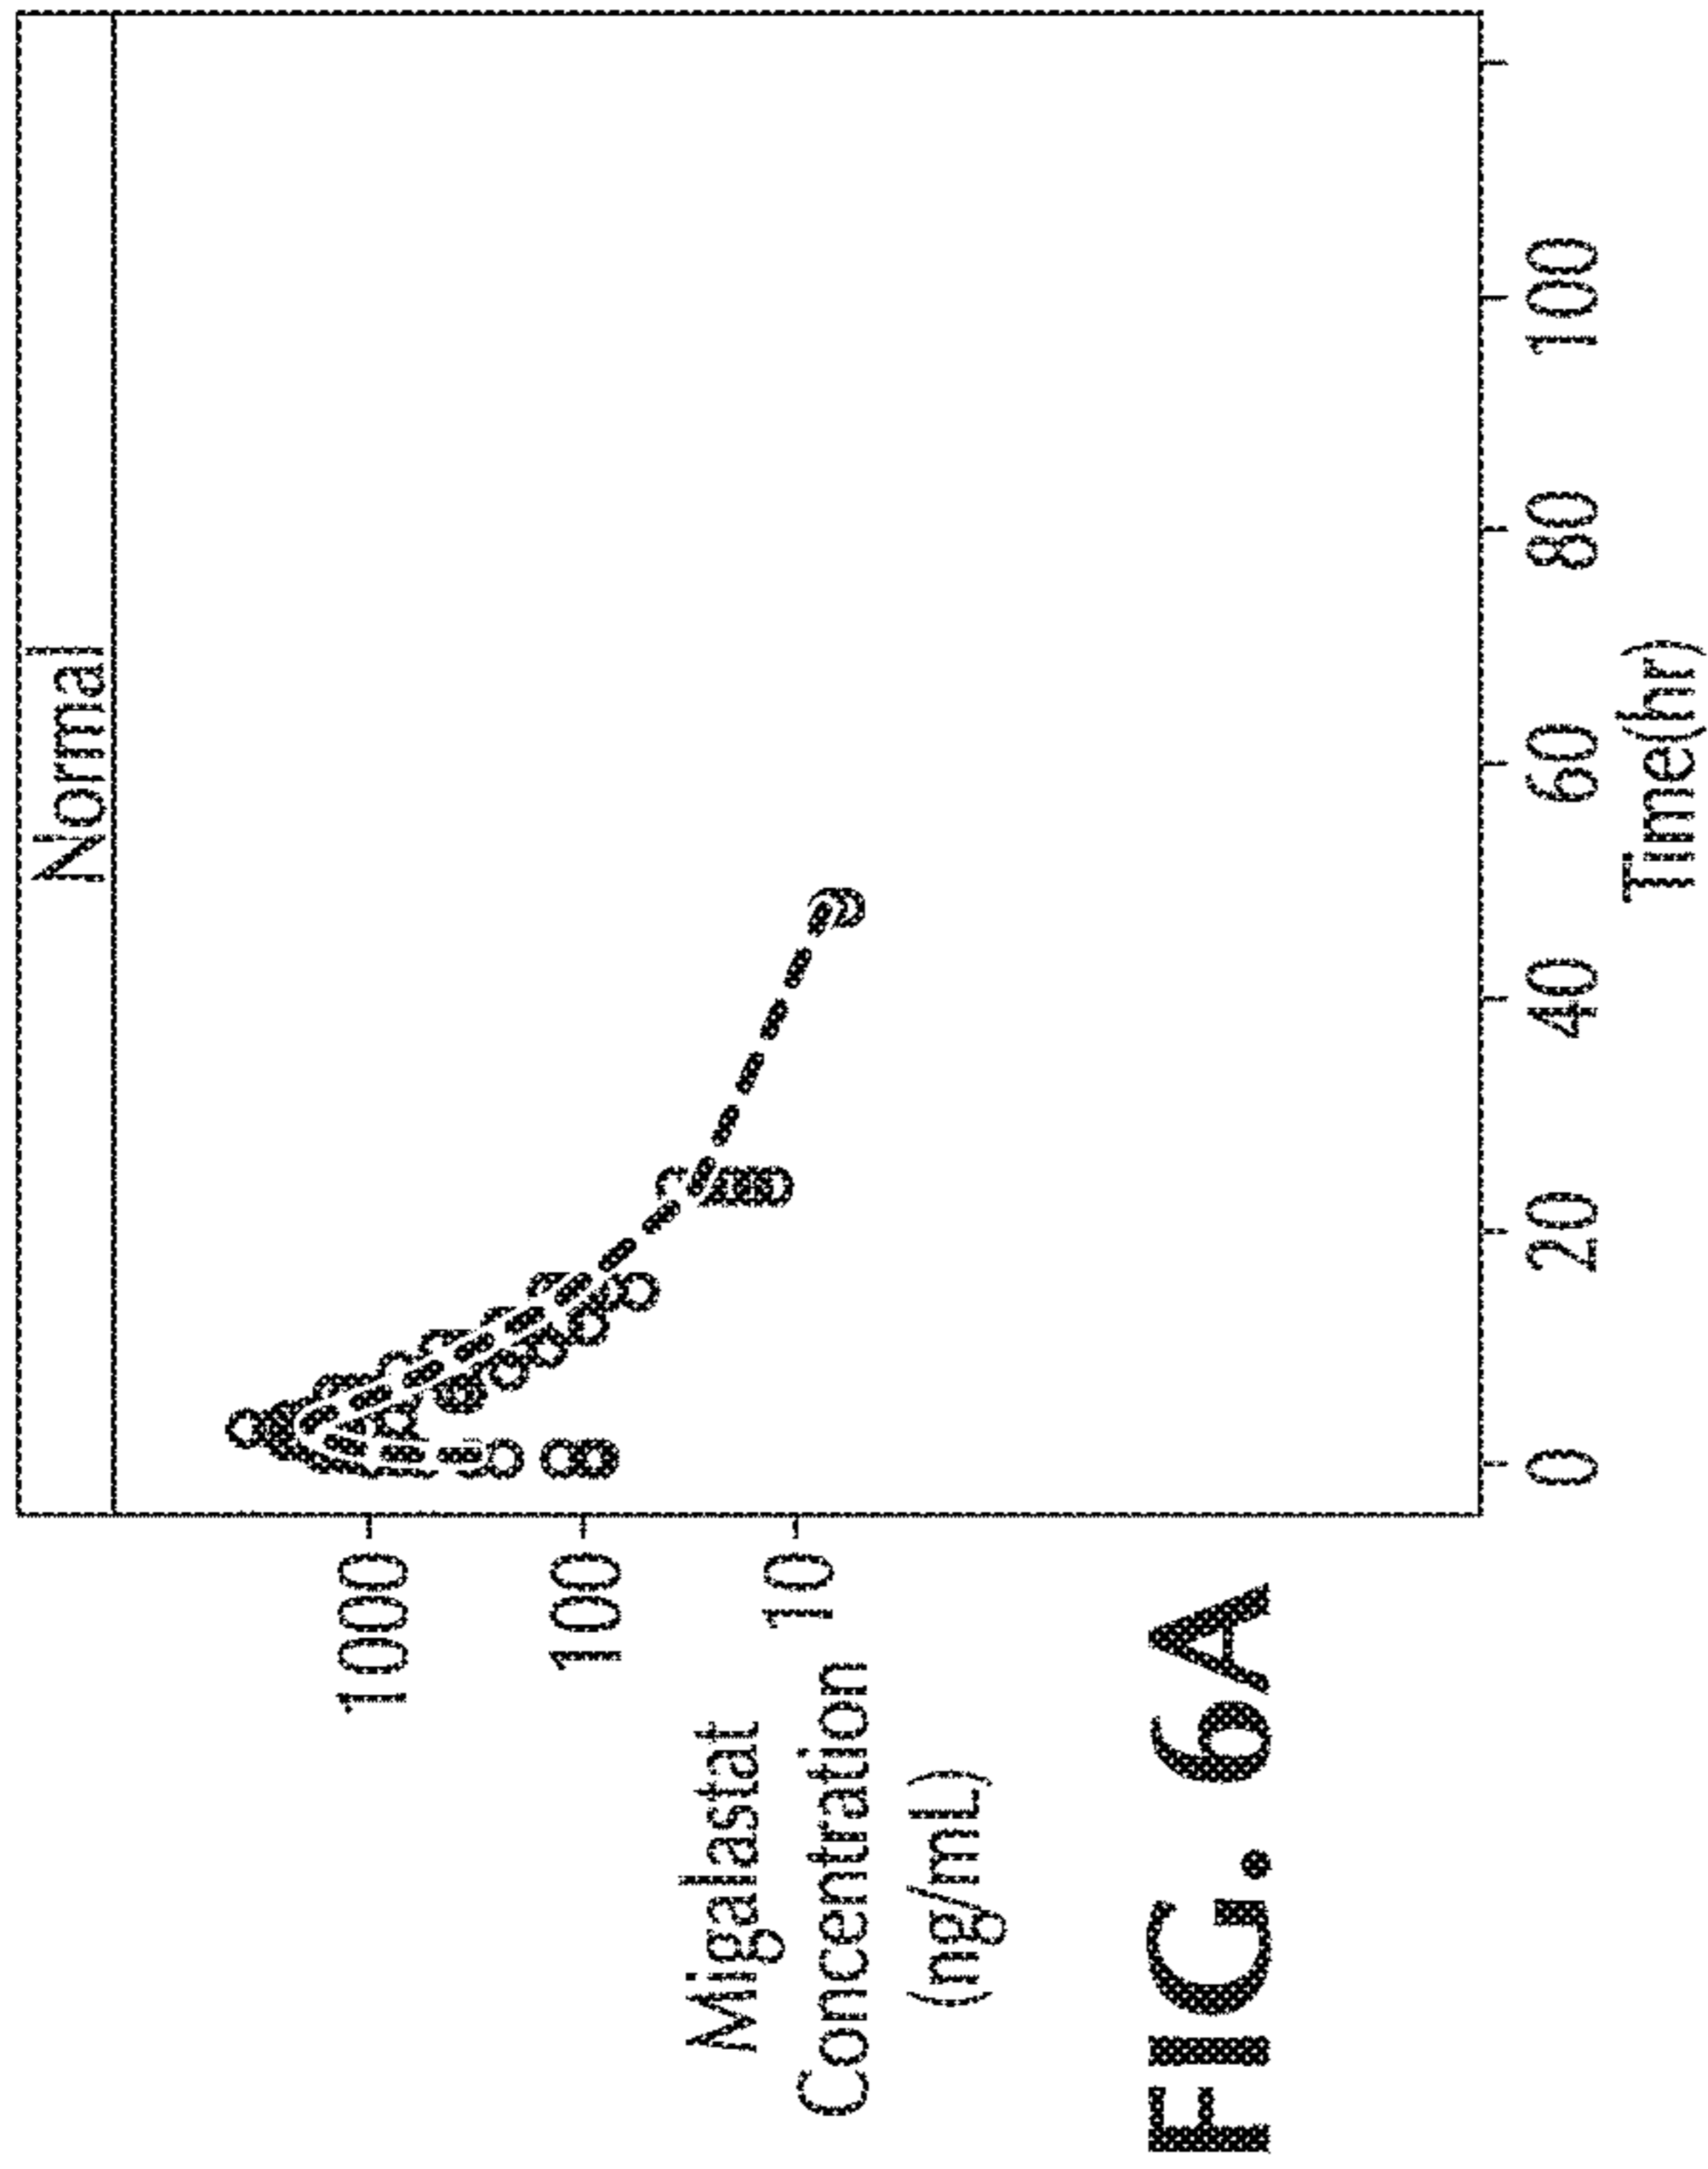 Normal
1000
100
10
Migalastat
Concentration
(ng/mL)
0 20 40 60 80 100
Time(hr)
FIG. 6A